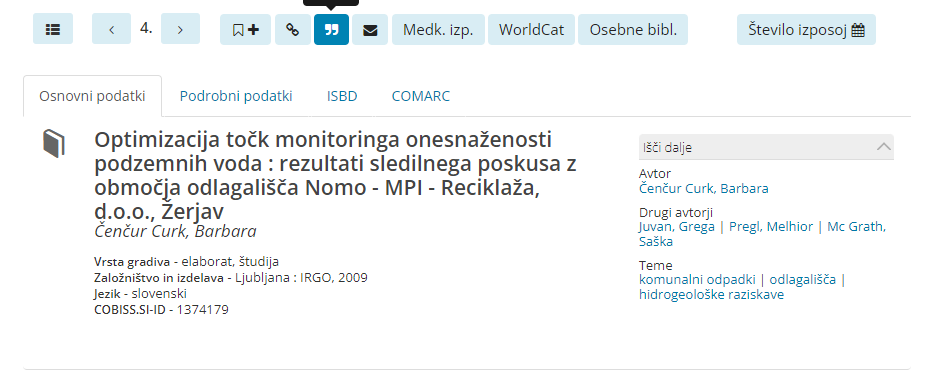 4.
Medk. izp.
WorldCat
Osebne bibl.
Število izposoj
Osnovni podatki
Podrobni podatki
ISBD
COMARC
Optimizacija točk monitoringa onesnaženosti
podzemnih voda : rezultati sledilnega poskusa z
območja odlagališča Nomo - MPI - Reciklaža,
d.o.o., Žerjav
Čenčur Curk, Barbara
Vrsta gradiva - elaborat, študija
Založništvo in izdelava - Ljubljana : IRGO, 2009
Jezik - slovenski
COBISS.SI-ID - 1374179
Išči dalje
Avtor
Čenčur Curk, Barbara
Drugi avtorji
Juvan, Grega | Pregl, Melhior | Mc Grath,
Saška
Teme
komunalni odpadki | odlagališča |
hidrogeološke raziskave